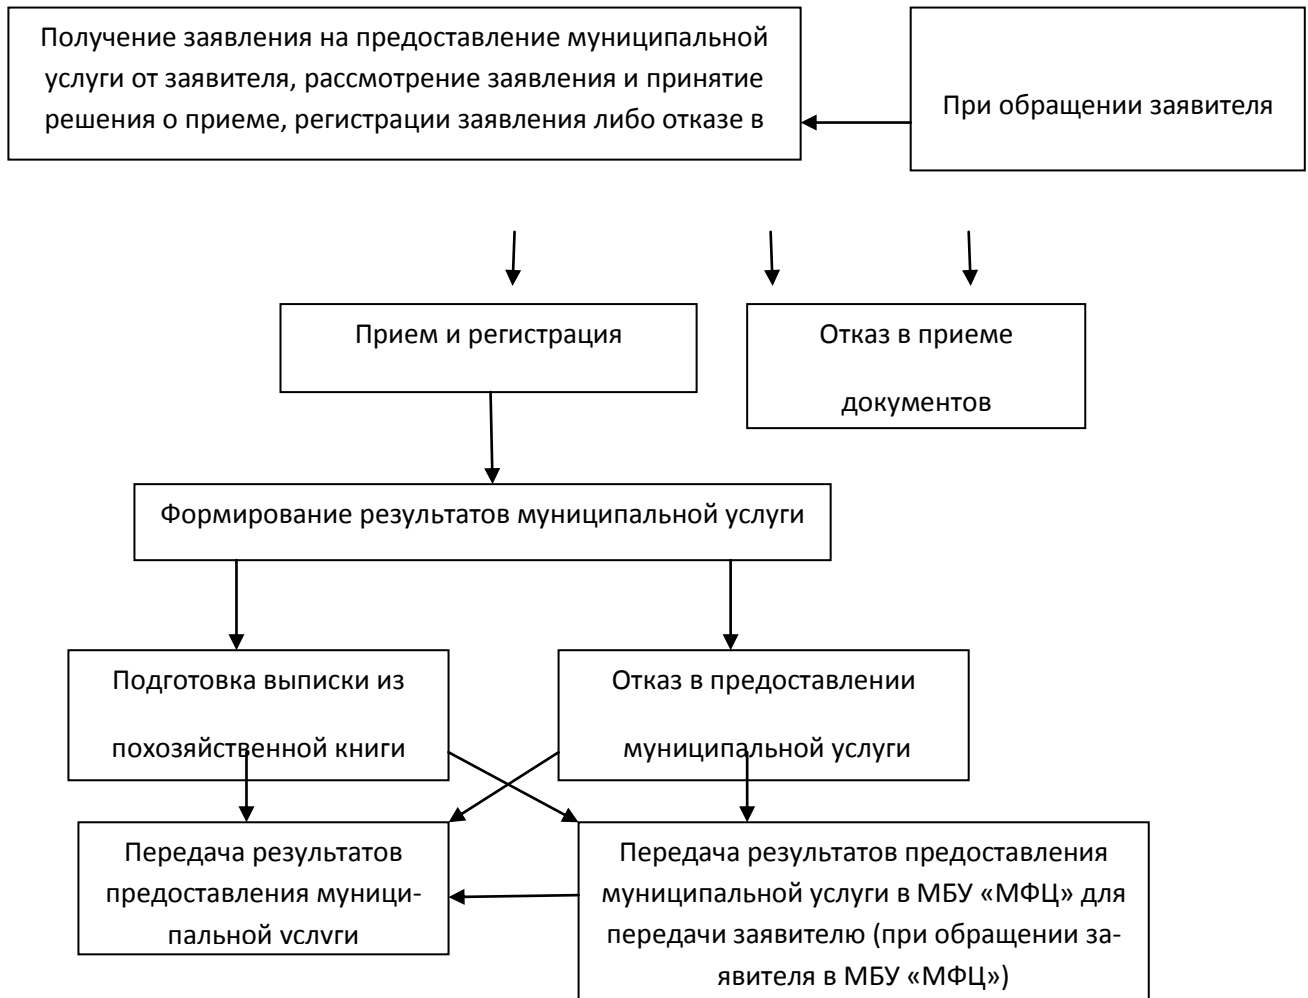 Получение заявления на предоставление муниципальной
услуги от заявителя, рассмотрение заявления и принятие
решения о приеме, регистрации заявления либо отказе в
При обращении заявителя
Прием и регистрация
Отказ в приеме
документов
Формирование результатов муниципальной услуги
Подготовка выписки из
похозяйственной книги
Отказ в предоставлении
муниципальной услуги
Передача результатов
предоставления муници-
пальной услуги
Передача результатов предоставления
муниципальной услуги в МБУ «МФЦ» для
передачи заявителю (при обращении за-
явителя в МБУ «МФЦ»)